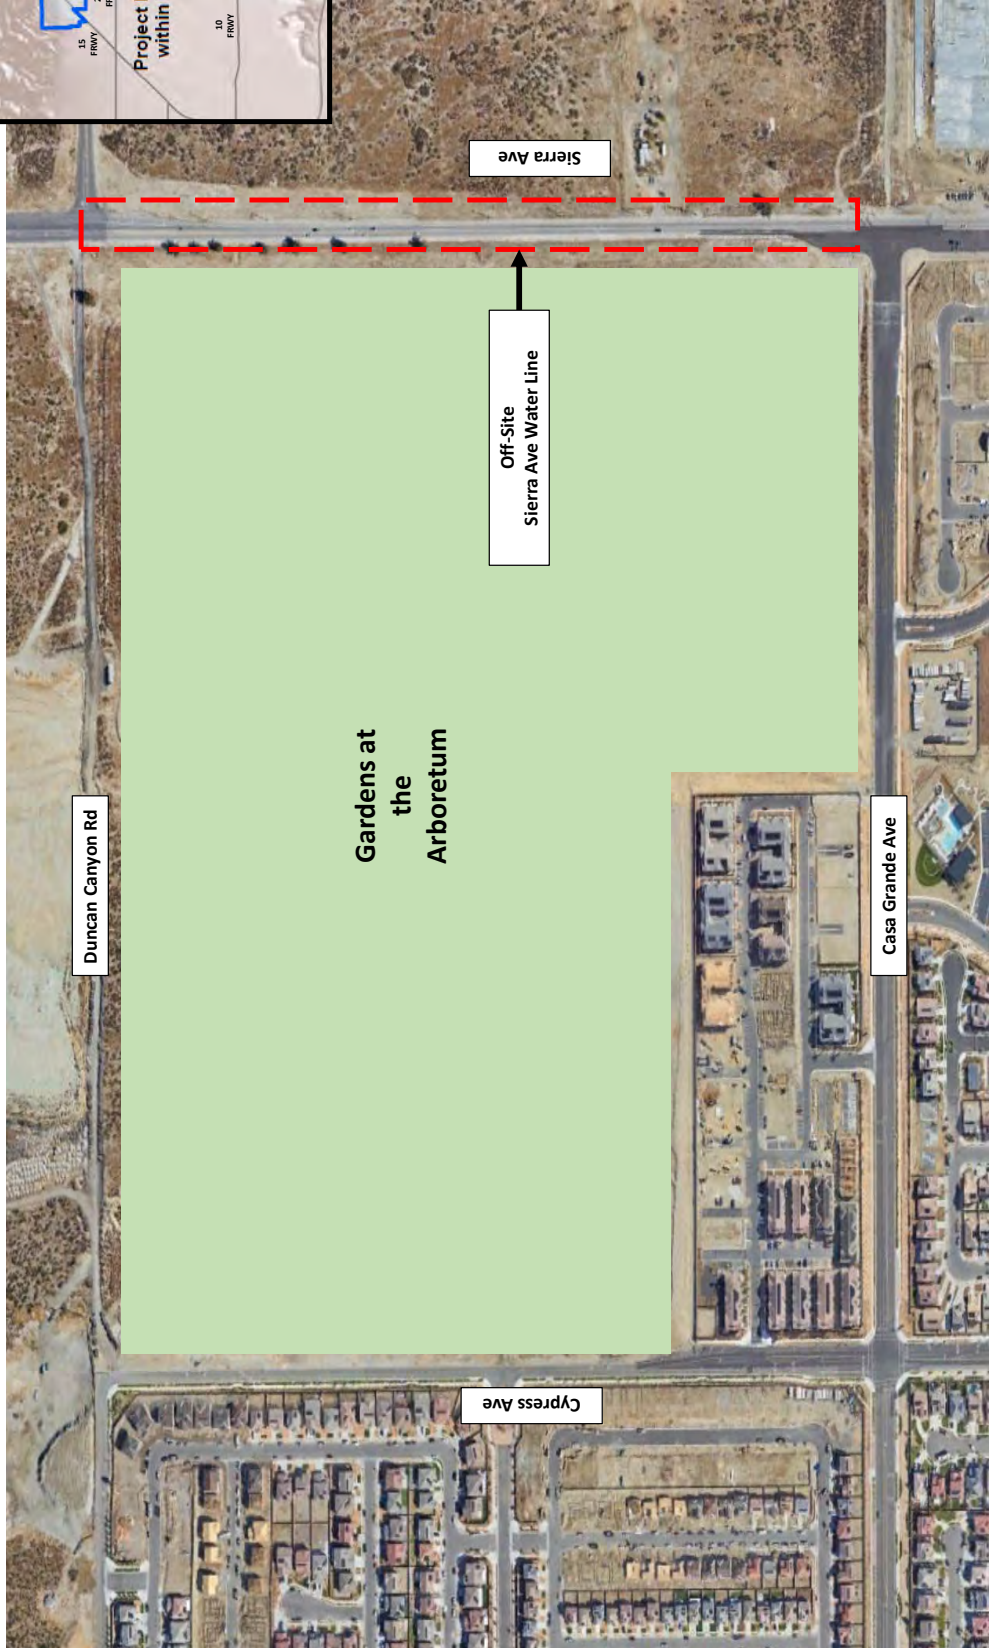 15
FRWY
10
FRWY
Project
within
Sierra Ave
Off-Site
Sierra Ave Water Line
Duncan Canyon Rd
Gardens at
the
Arboretum
Casa Grande Ave
Cypress Ave